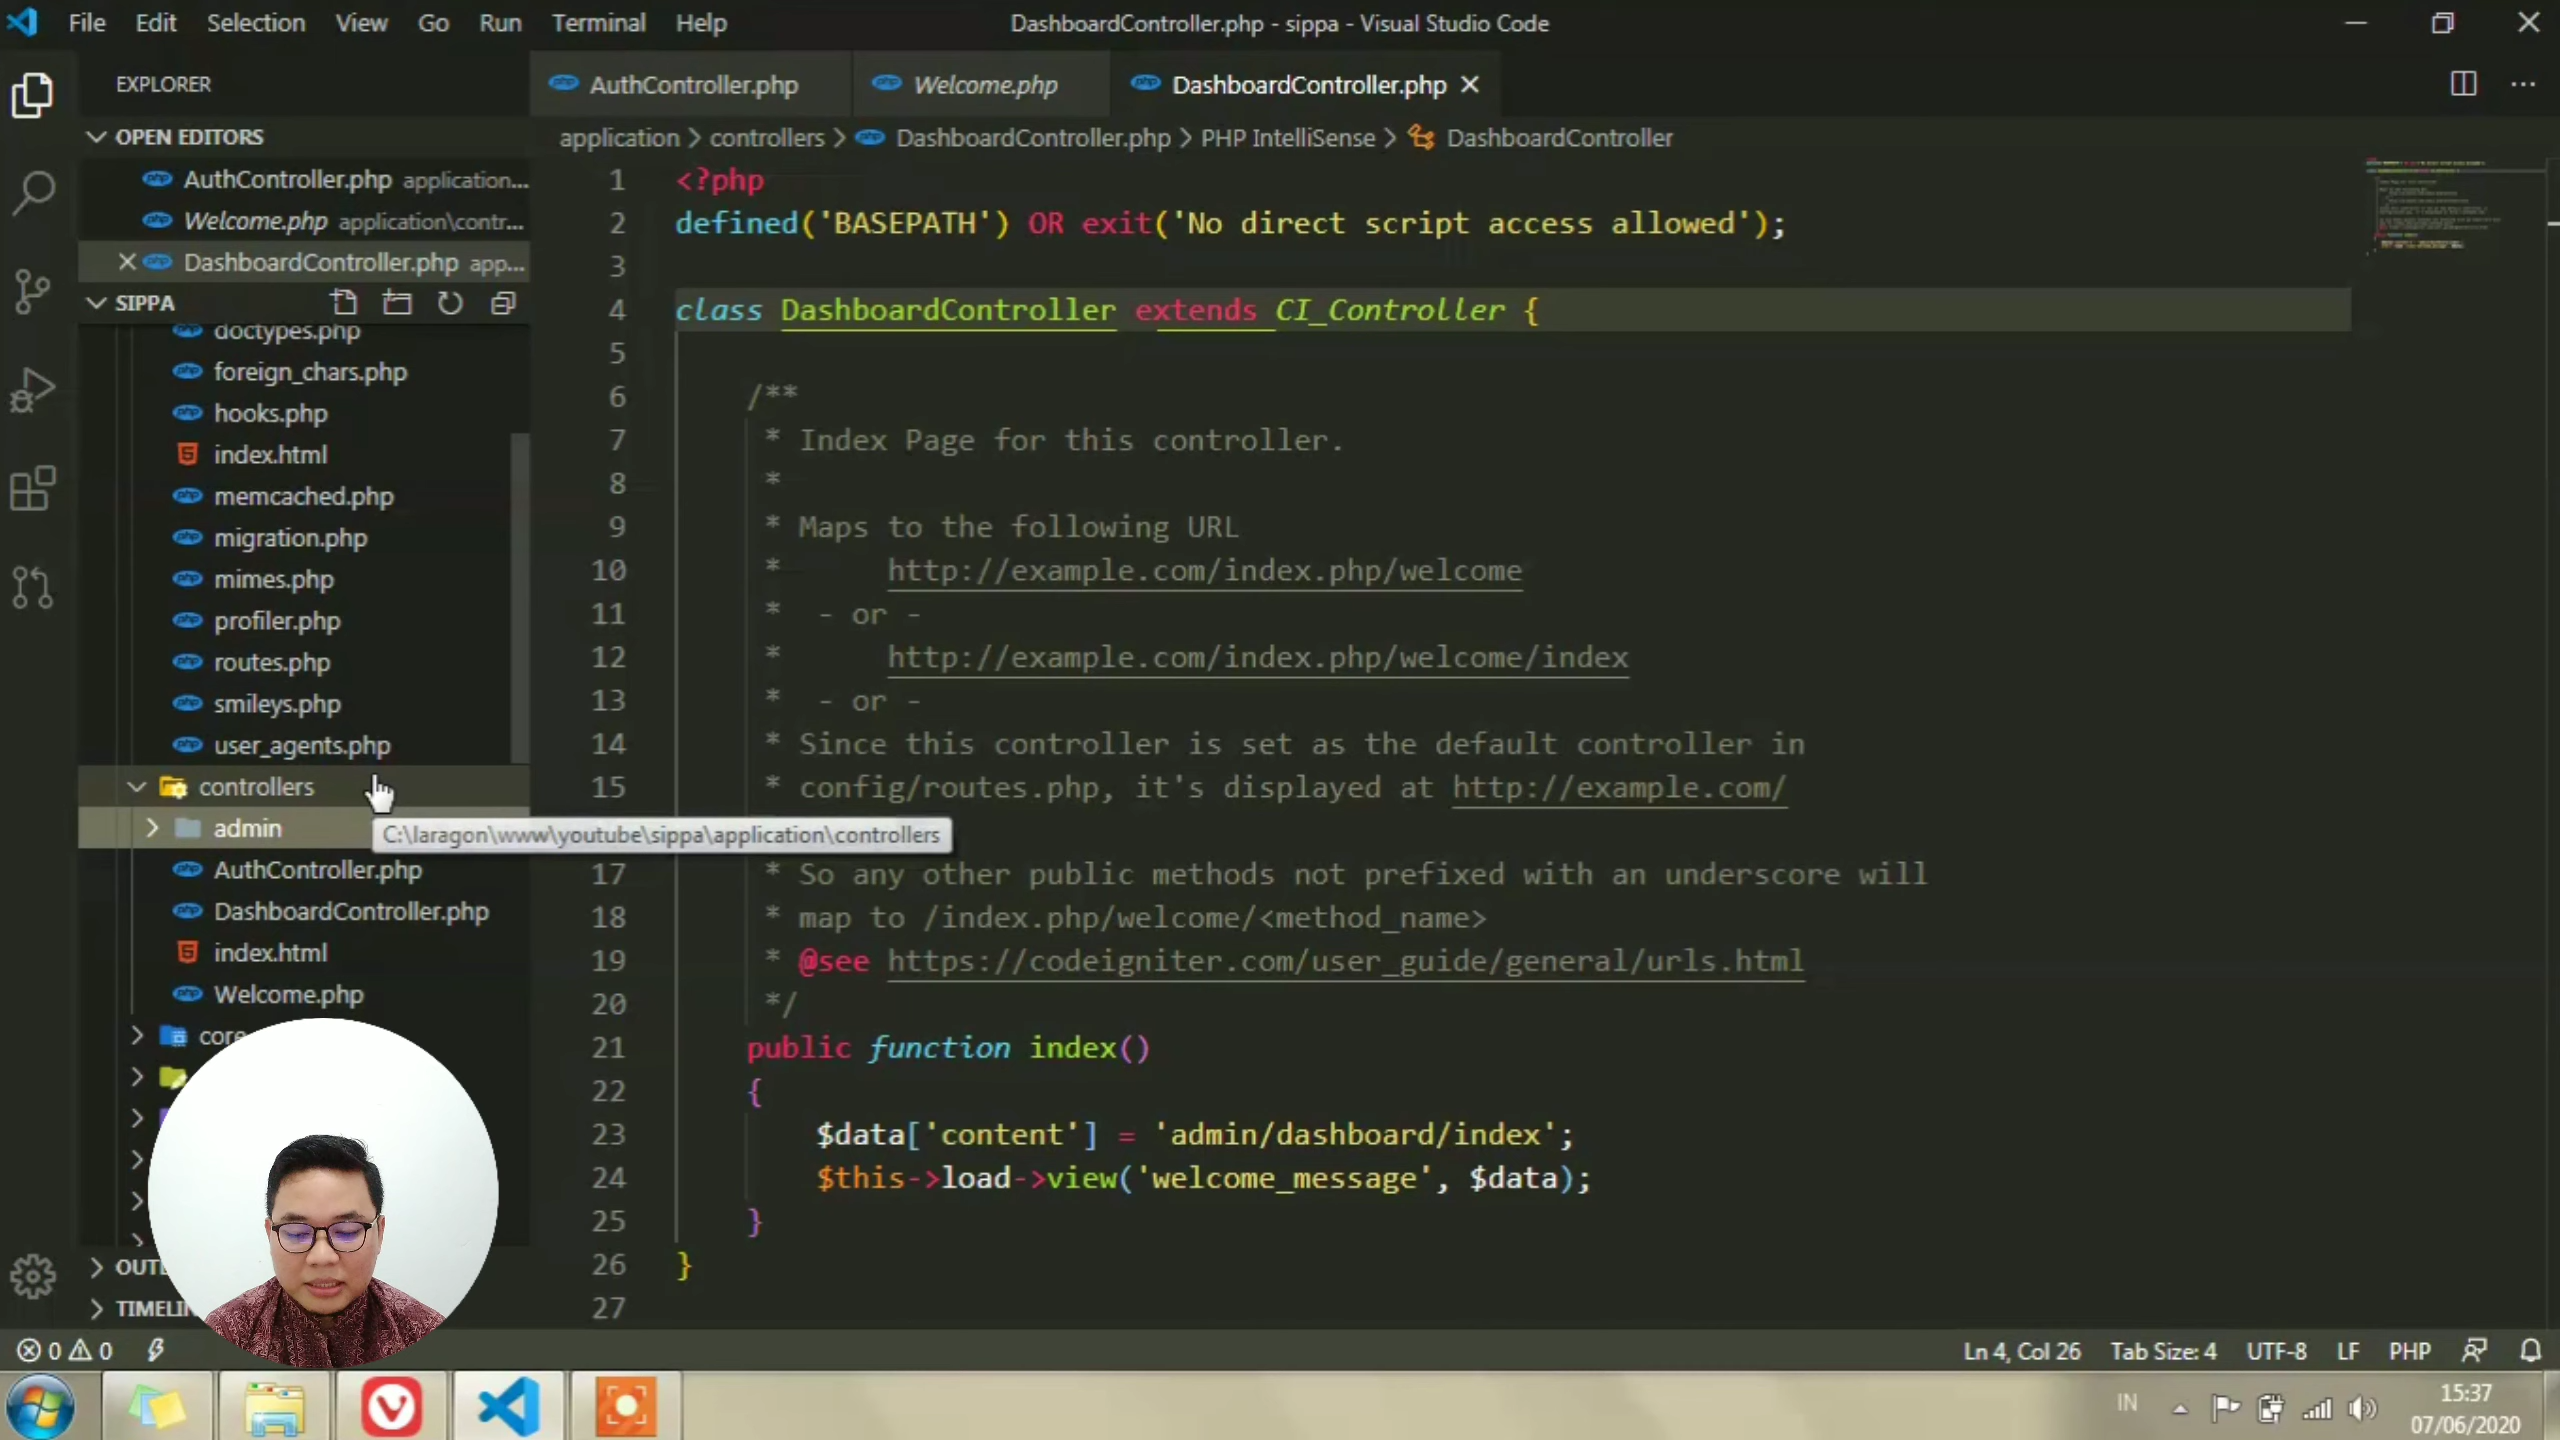 File Edit Selection View Go Run Terminal Help
DashboardController.php - sippa - Visual Studio Code
EXPLORER
OPEN EDITORS
AuthController.php application...
Welcome.php application\contr...
DashboardController.php app...
SIPPA
doctypes.php
foreign_chars.php
hooks.php
index.html
memcached.php
migration.php
mimes.php
profiler.php
routes.php
smileys.php
user_agents.php
controllers
admin
C:\laragon\www\youtube\sippa\application\controllers
AuthController.php
DashboardController.php
index.html
Welcome.php
core
OUTL
TIMELIN
AuthController.php Welcome.php DashboardController.php
application > controllers > DashboardController.php > PHP IntelliSense > DashboardController
1 <?php
2 defined('BASEPATH') OR exit('No direct script access allowed');
3
4 class DashboardController extends CI_Controller {
5
6 /**
7 * Index Page for this controller.
8 *
9 * Maps to the following URL
10 * http://example.com/index.php/welcome
11 * - or -
12 * http://example.com/index.php/welcome/index
13 * - or -
14 * Since this controller is set as the default controller in
15 * config/routes.php, it's displayed at http://example.com/
17 * So any other public methods not prefixed with an underscore will
18 * map to /index.php/welcome/<method_name>
19 * @see https://codeigniter.com/user_guide/general/urls.html
20 */
21 public function index()
22 {
23 $data['content'] = 'admin/dashboard/index';
24 $this->load->view('welcome_message', $data);
25 }
26 }
27
0 0
Ln 4, Col 26 Tab Size: 4 UTF-8 LF PHP
IN
15:37
07/06/2020